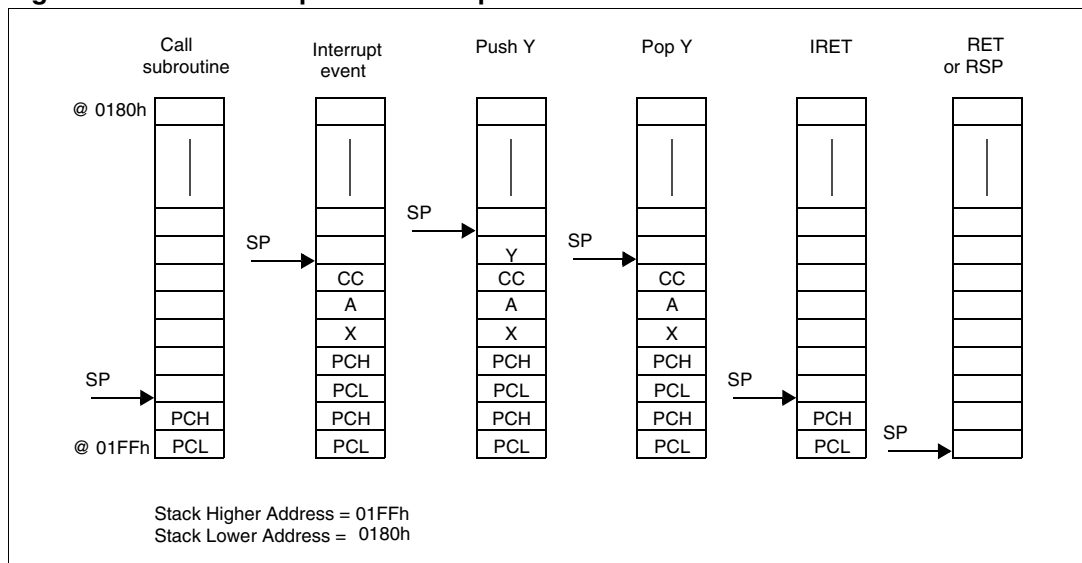 Call subroutine
Interrupt event
Push Y
Pop Y
IRET
RET or RSP
@ 0180h
SP
SP
Y
SP
CC
CC
CC
A
A
A
X
X
X
PCH
PCH
PCH
SP
PCL
PCL
PCL
SP
PCH
PCH
PCH
PCH
PCH
@ 01FFh
PCL
PCL
PCL
PCL
PCL
SP
Stack Higher Address = 01FFh
Stack Lower Address = 0180h